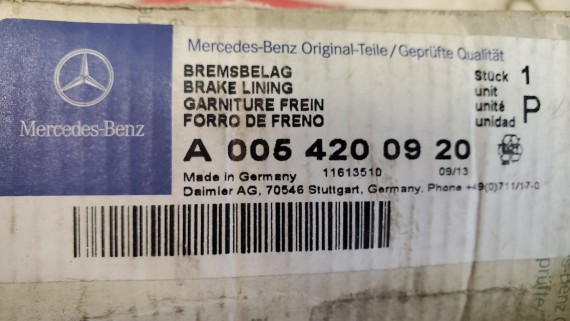 Mercedes-Benz Original-Teile/Geprüfte Qualität
BREMSBELAG
BRAKE LINING
GARNITURE FREIN
FORRO DE FRENO
Stück 1
unit
unité P
unidad
Mercedes-Benz
A 005 420 09 20
Made in Germany 11613510 09/13
Daimler AG, 70546 Stuttgart, Germany, Phone +49(0)711/17-0